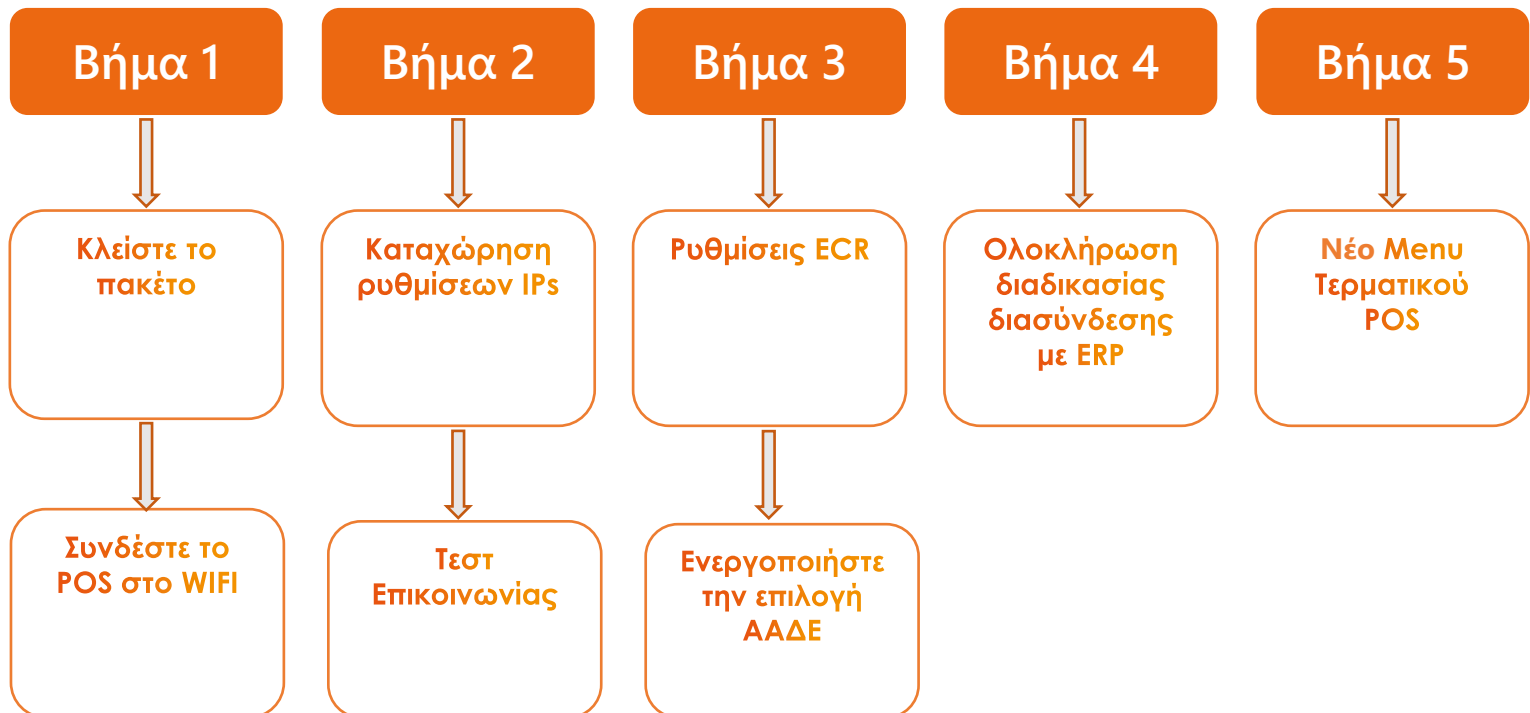 Βήμα 1
Βήμα 2
Βήμα 3
Βήμα 4
Βήμα 5
Κλείστε το
πακέτο
Καταχώρηση
ρυθμίσεων IPs
Ρυθμίσεις ECR
Ολοκλήρωση
διαδικασίας
διασύνδεσης
με ERP
Νέο Menu
Τερματικού
POS
Συνδέστε το
POS στο WIFI
Τεστ
Επικοινωνίας
Ενεργοποιήστε
την επιλογή
ΑΑΔΕ